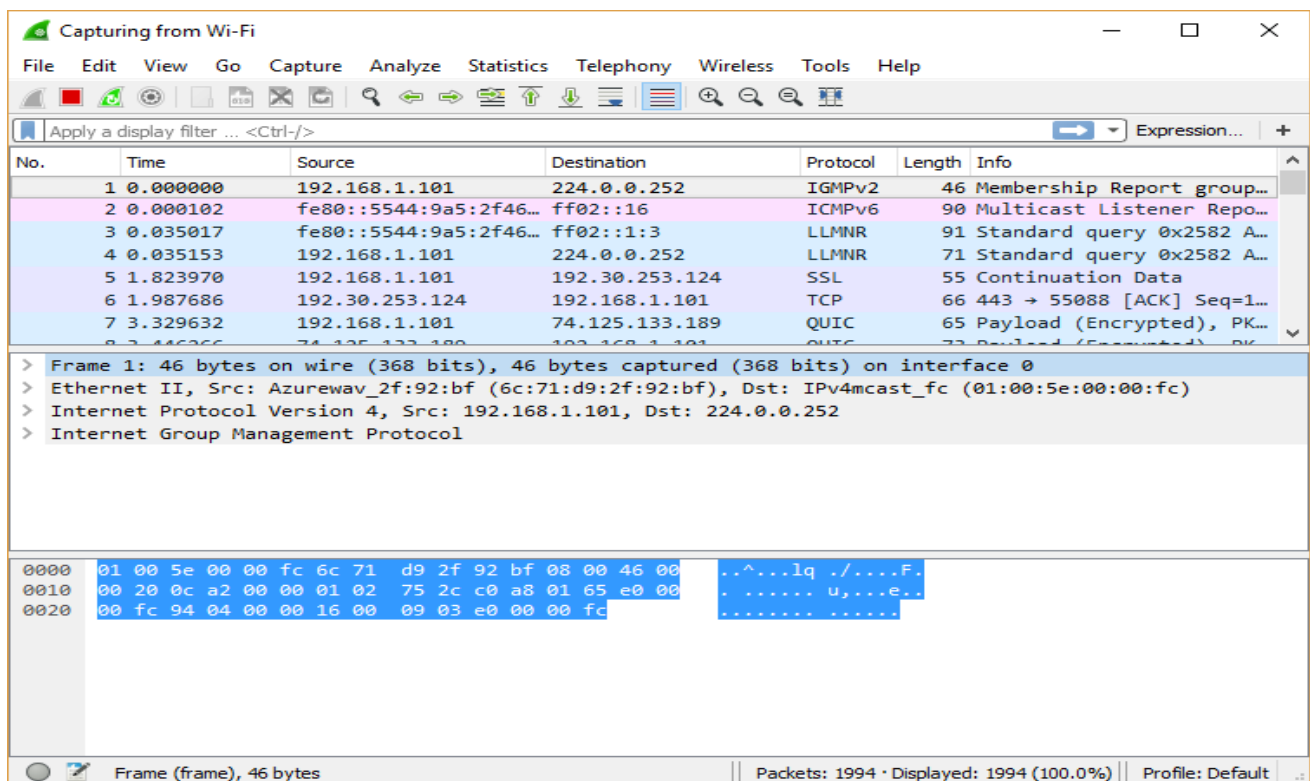 Capturing from Wi-Fi
File Edit View Go Capture Analyze Statistics Telephony Wireless Tools Help
Apply a display filter ... <Ctrl-/> Expression... +
No. Time Source Destination Protocol Length Info
1 0.000000 192.168.1.101 224.0.0.252 IGMPv2 46 Membership Report group…
2 0.000102 fe80::5544:9a5:2f46… ff02::16 ICMPv6 90 Multicast Listener Repo…
3 0.035017 fe80::5544:9a5:2f46… ff02::1:3 LLMNR 91 Standard query 0x2582 A…
4 0.035153 192.168.1.101 224.0.0.252 LLMNR 71 Standard query 0x2582 A…
5 1.823970 192.168.1.101 192.30.253.124 SSL 55 Continuation Data
6 1.987686 192.30.253.124 192.168.1.101 TCP 66 443 → 55088 [ACK] Seq=1…
7 3.329632 192.168.1.101 74.125.133.189 QUIC 65 Payload (Encrypted), PK…
> Frame 1: 46 bytes on wire (368 bits), 46 bytes captured (368 bits) on interface 0
> Ethernet II, Src: Azurewav_2f:92:bf (6c:71:d9:2f:92:bf), Dst: IPv4mcast_fc (01:00:5e:00:00:fc)
> Internet Protocol Version 4, Src: 192.168.1.101, Dst: 224.0.0.252
> Internet Group Management Protocol
0000 01 00 5e 00 00 fc 6c 71 d9 2f 92 bf 08 00 46 00 ..^...lq ./....F.
0010 00 20 0c a2 00 00 01 02 75 2c c0 a8 01 65 e0 00 . ...... u,...e..
0020 00 fc 94 04 00 00 16 00 09 03 e0 00 00 fc ........ ......
Frame (frame), 46 bytes Packets: 1994 · Displayed: 1994 (100.0%) Profile: Default